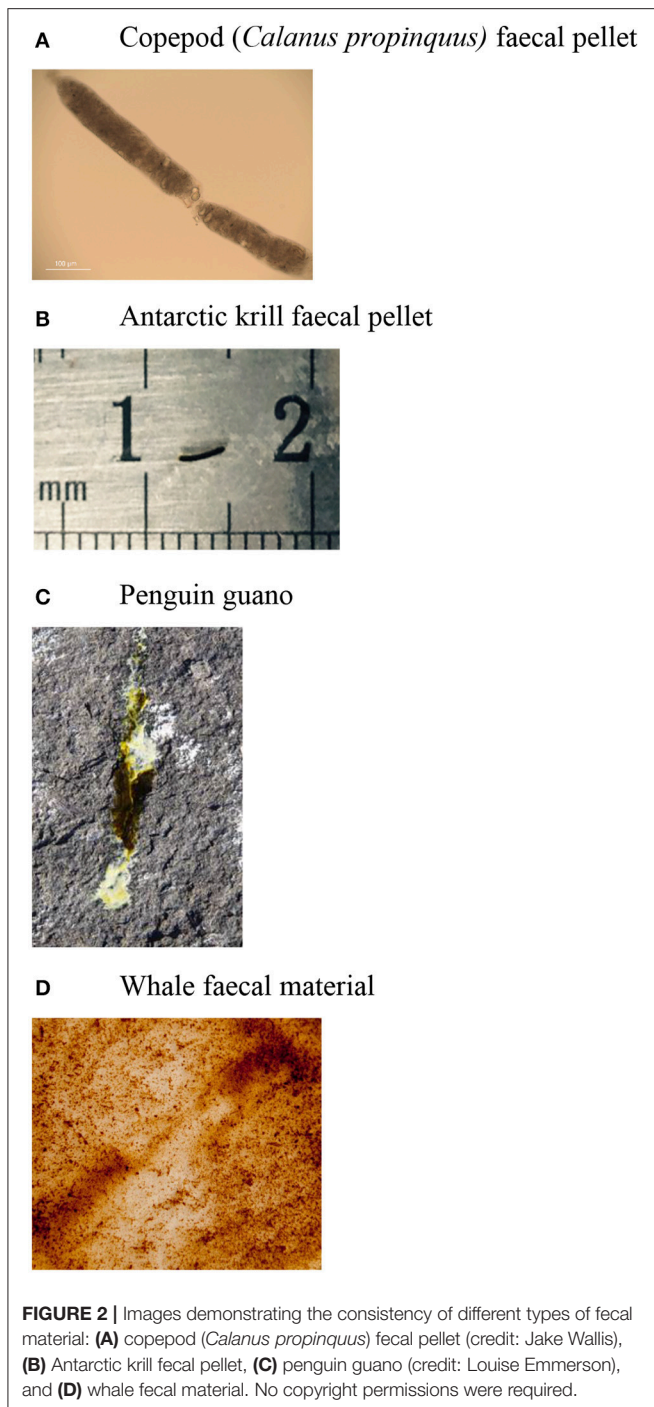 A Copepod (Calanus propinquus) faecal pellet
100 µm
B Antarctic krill faecal pellet
1 2
mm
C Penguin guano
D Whale faecal material
FIGURE 2 | Images demonstrating the consistency of different types of fecal
material: (A) copepod (Calanus propinquus) fecal pellet (credit: Jake Wallis),
(B) Antarctic krill fecal pellet, (C) penguin guano (credit: Louise Emmerson),
and (D) whale fecal material. No copyright permissions were required.